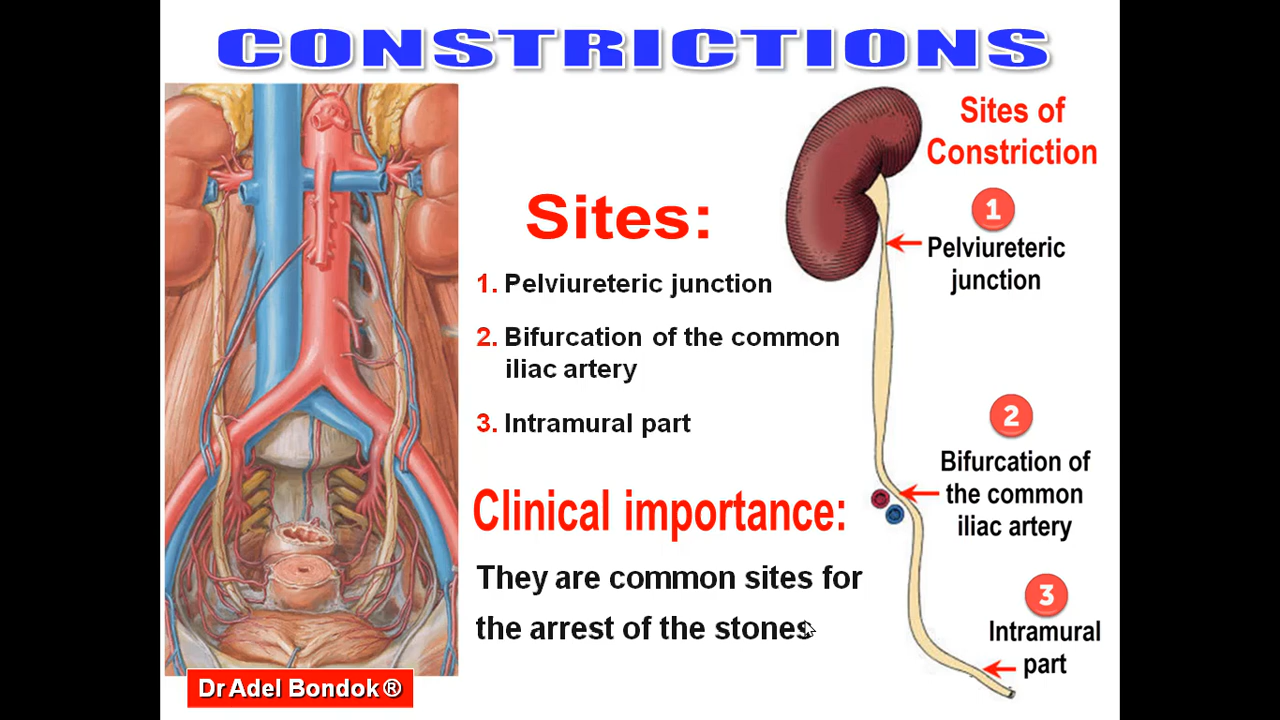 CONSTRICTIONS
Sites:
1. Pelviureteric junction
2. Bifurcation of the common
iliac artery
3. Intramural part
Clinical importance:
They are common sites for
the arrest of the stones
Sites of
Constriction
1
Pelviureteric
junction
2
Bifurcation of
the common
iliac artery
3
Intramural
part
Dr Adel Bondok ®